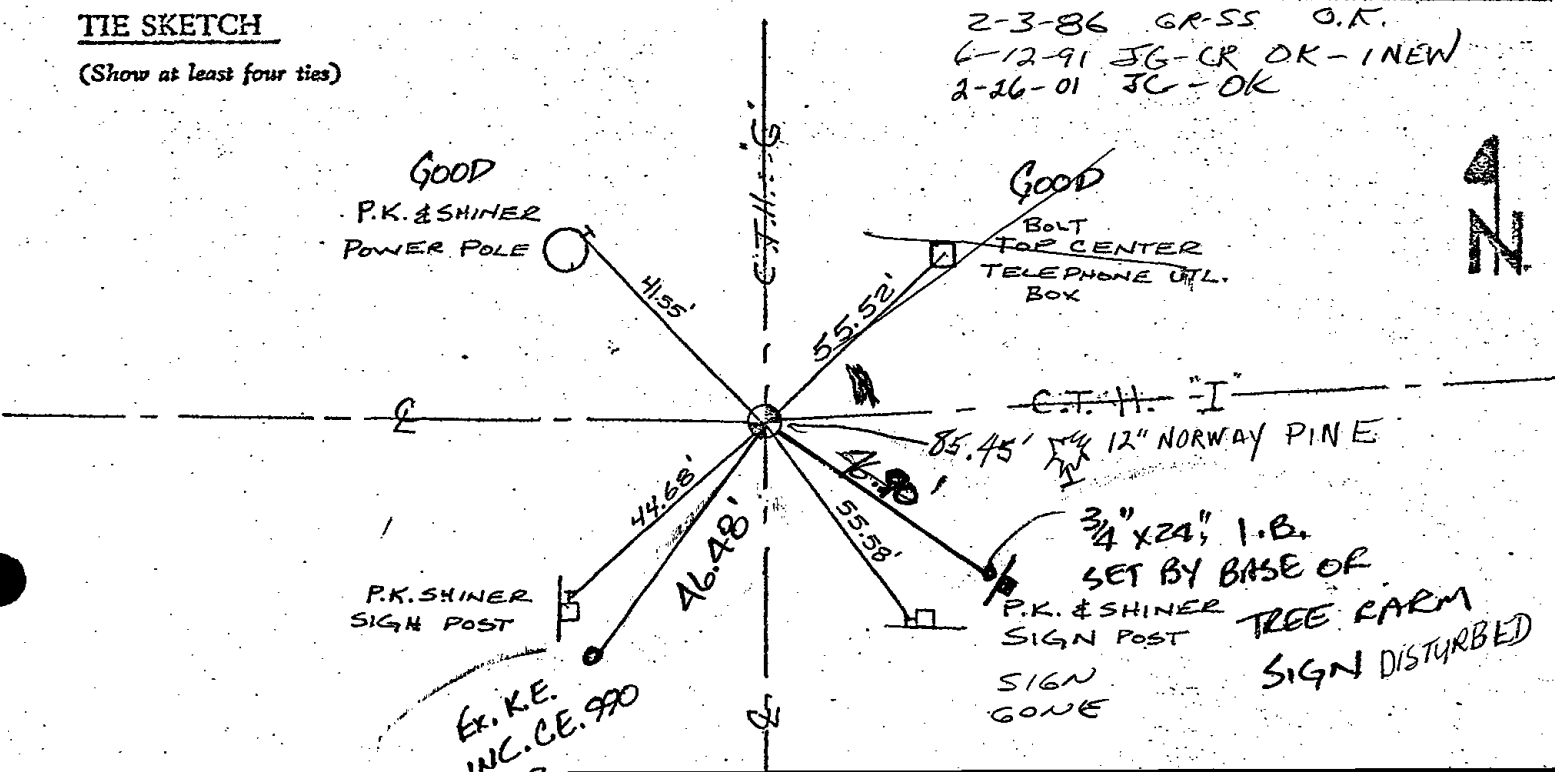 TIE SKETCH
(Show at least four ties)
2-3-86 GR-SS O.K.
6-12-91 JG-CR OK-1 NEW
2-26-01 JG-OK
C.T.H. "G"
GOOD
P.K. & SHINER
POWER POLE
41.55'
GOOD
BOLT
TOP CENTER
TELEPHONE UTL.
BOX
55.52'
N
C.T.H. "I"
85.45' 12" NORWAY PINE
44.68'
46.48'
55.58'
3/4" x 24" I.B.
SET BY BASE OF
TREE FARM
SIGN DISTURBED
P.K. SHINER
SIGN POST
P.K. & SHINER
SIGN POST
SIGN
GONE
Ex. K.E.
INC. C.E. 990